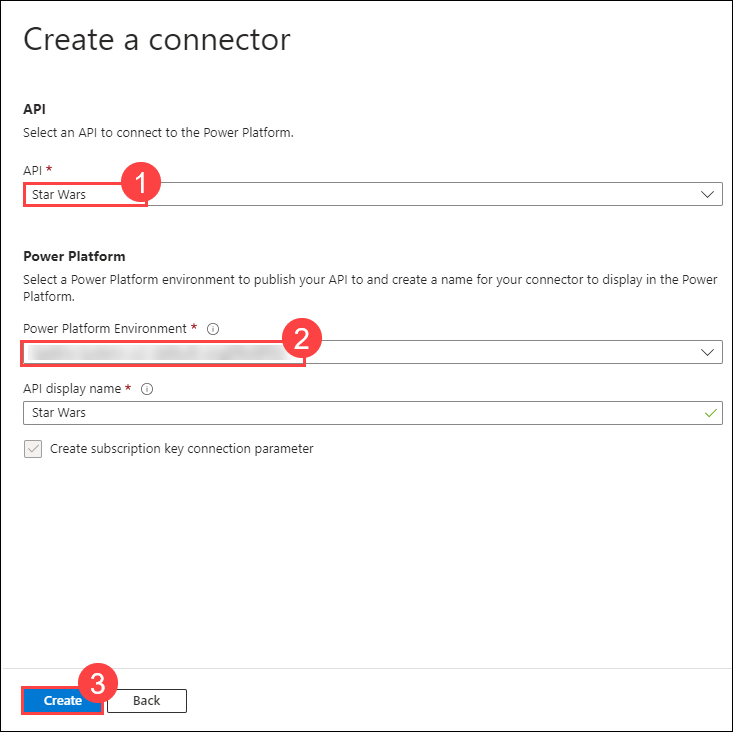 Create a connector
API
Select an API to connect to the Power Platform.
API *
1
Star Wars
Power Platform
Select a Power Platform environment to publish your API to and create a name for your connector to display in the Power
Platform.
Power Platform Environment *
2
API display name *
Star Wars
Create subscription key connection parameter
3
Create Back